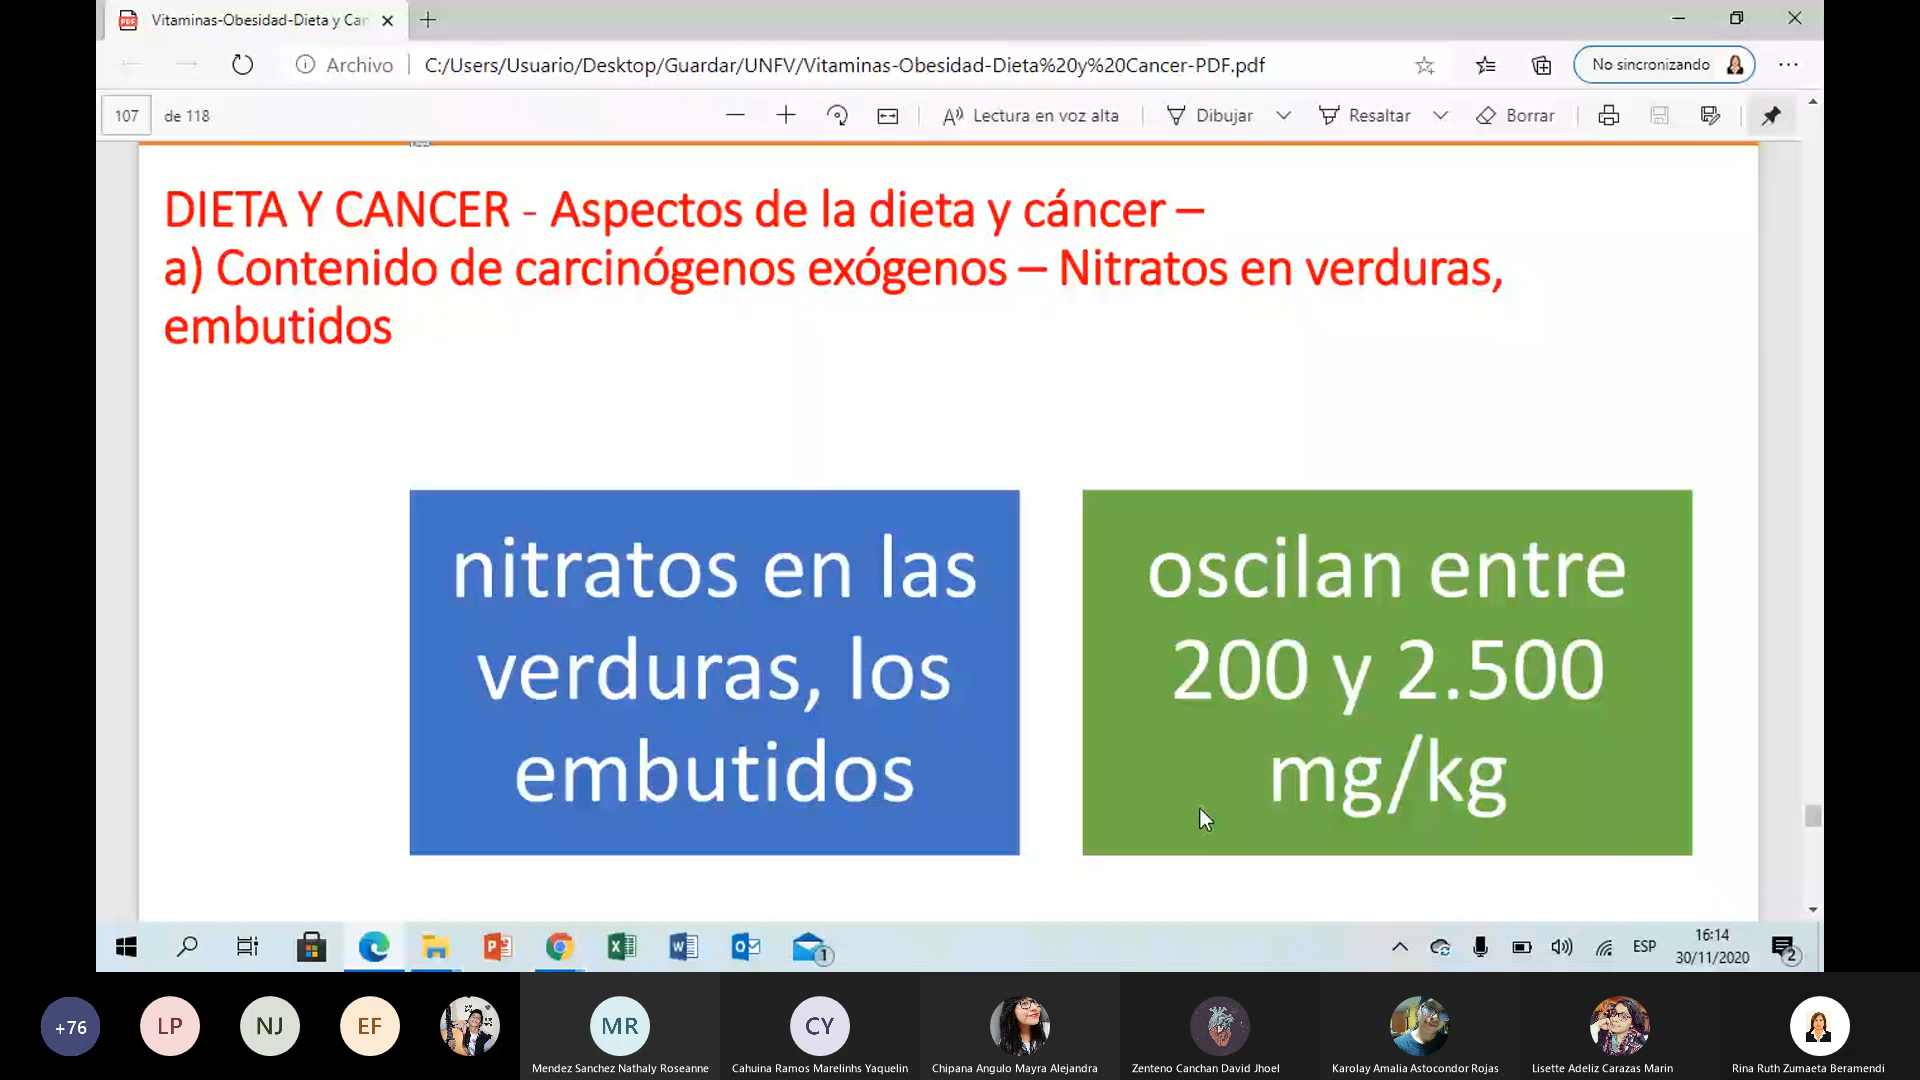 Vitaminas-Obesidad-Dieta y Can
Archivo
C:/Users/Usuario/Desktop/Guardar/UNFV/Vitaminas-Obesidad-Dieta%20y%20Cancer-PDF.pdf
No sincronizando
107 de 118
Lectura en voz alta
Dibujar
Resaltar
Borrar
DIETA Y CANCER - Aspectos de la dieta y cáncer –
a) Contenido de carcinógenos exógenos – Nitratos en verduras,
embutidos
nitratos en las
verduras, los
embutidos
oscilan entre
200 y 2.500
mg/kg
1
ESP
16:14
30/11/2020
2
+76
LP
NJ
EF
MR
CY
Mendez Sanchez Nathaly Roseanne
Cahuina Ramos Marelinhs Yaquelin
Chipana Angulo Mayra Alejandra
Zenteno Canchan David Jhoel
Karolay Amalia Astocondor Rojas
Lisette Adeliz Carazas Marin
Rina Ruth Zumaeta Beramendi